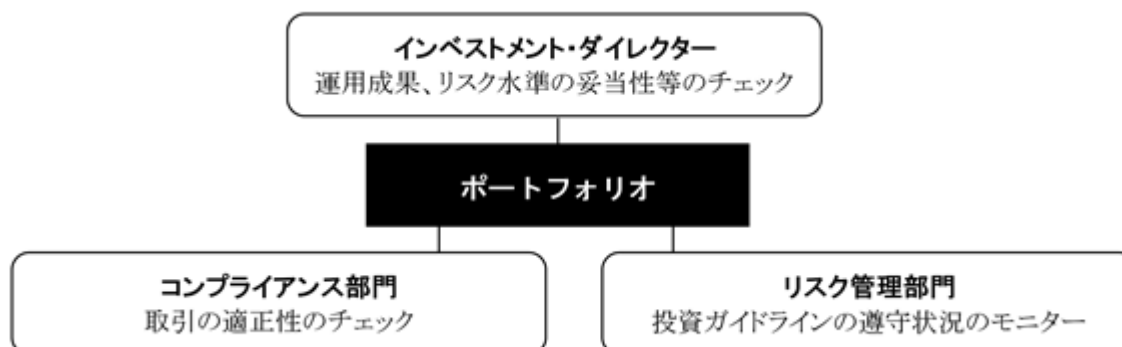 インベストメント・ダイレクター
運用成果、リスク水準の妥当性等のチェック
ポートフォリオ
コンプライアンス部門
取引の適正性のチェック
リスク管理部門
投資ガイドラインの遵守状況のモニター